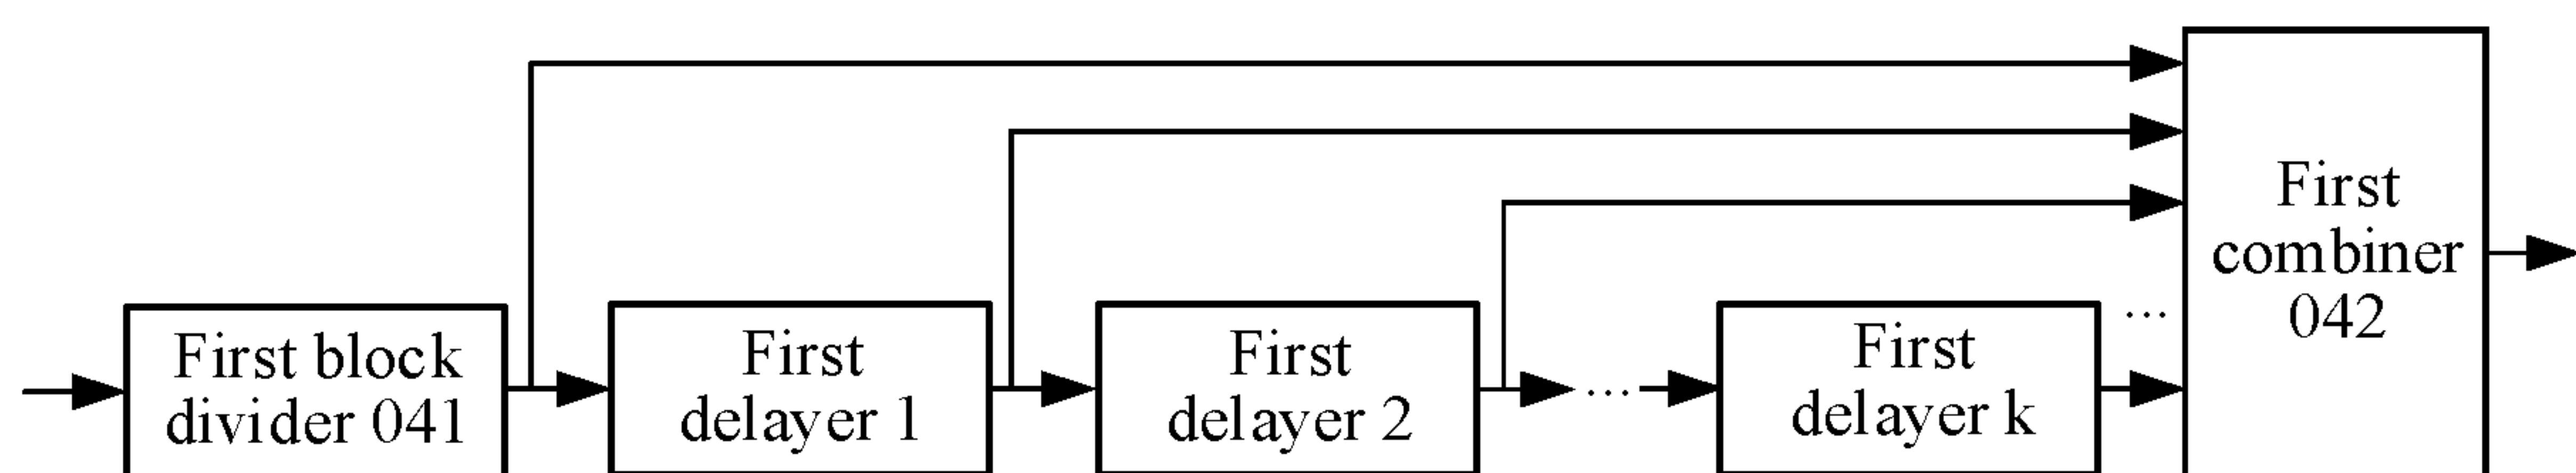 First block
divider 041
First
delayer 1
First
delayer 2
...
First
delayer k
...
First
combiner
042